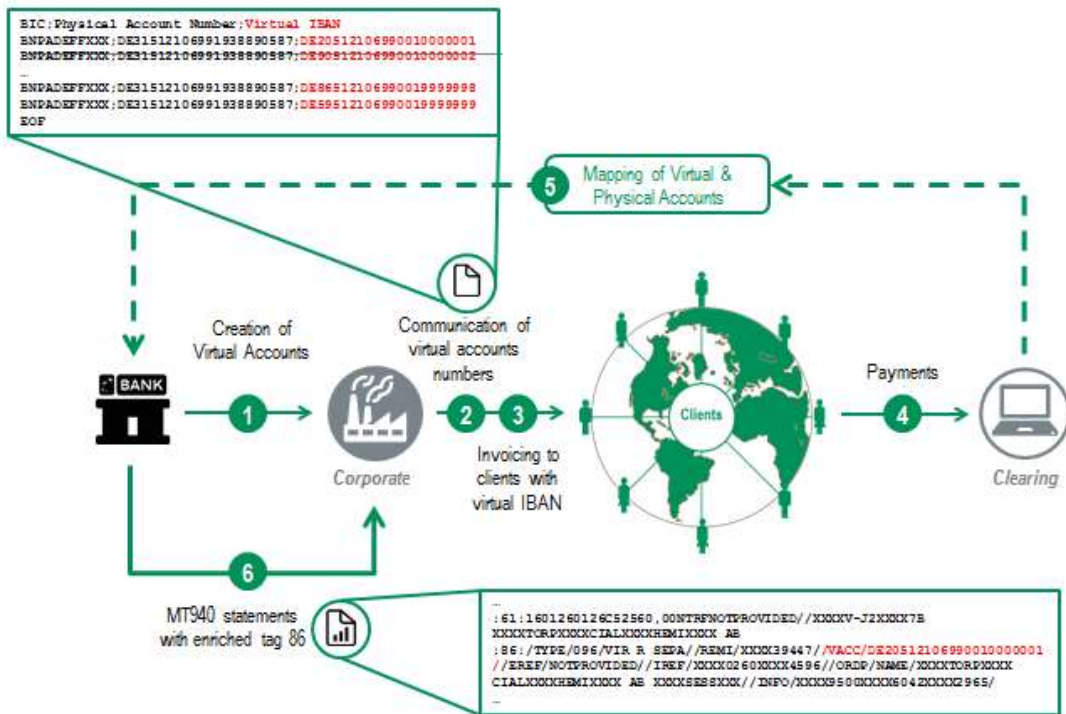 BIC;Physical Account Number;Virtual IBAN
BNPADEFFXXX;DE31512106991938890587;DE20512106990010000001
BNPADEFFXXX;DE31512106991938890587;DE90512106990010000002
…
BNPADEFFXXX;DE31512106991938890587;DE86512106990019999998
BNPADEFFXXX;DE31512106991938890587;DE59512106990019999999
EOF
5
Mapping of Virtual &
Physical Accounts
Creation of
Virtual Accounts
Communication of
virtual accounts
numbers
Payments
BANK
1
2
3
Clients
4
Corporate
Invoicing to
clients with
virtual IBAN
Clearing
6
MT940 statements
with enriched tag 86
…
:61:1601260126C52560,00NTRFNOTPROVIDED//XXXXV-J2XXXX7B
XXXXTORPXXXXCIALXXXXHEMIXXXX AB
:86:/TYPE/096/VIR R SEPA//REMI/XXXX39447//VACC/DE20512106990010000001
//EREF/NOTPROVIDED//IREF/XXXX0260XXXX4596//ORDP/NAME/XXXXTORPXXXX
CIALXXXXHEMIXXXX AB XXXXSESSXXX//INFO/XXXX9500XXXX6042XXXX2965/
…